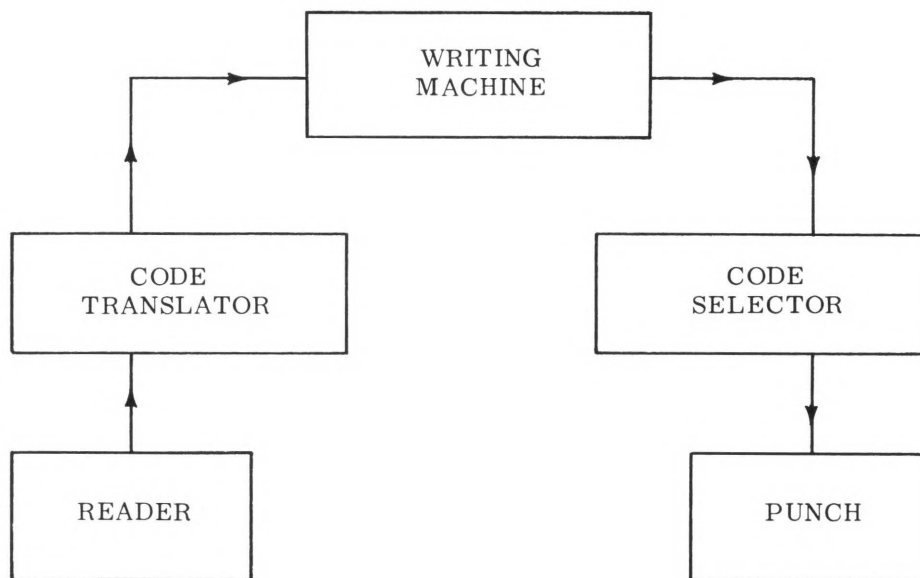 WRITING
MACHINE
CODE
TRANSLATOR
CODE
SELECTOR
READER
PUNCH